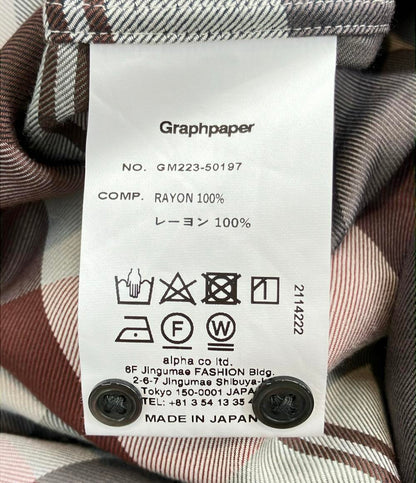 Graphpaper
NO. GM223-50197
COMP. RAYON 100%
レーヨン 100%
2114222
F W
alpha co ltd.
6F Jingumae FASHION Bldg.
2-6-7 Jingumae Shibuya-
Tokyo 150-0001 JAPA
TEL: +81 3 54 13 35
MADE IN JAPAN